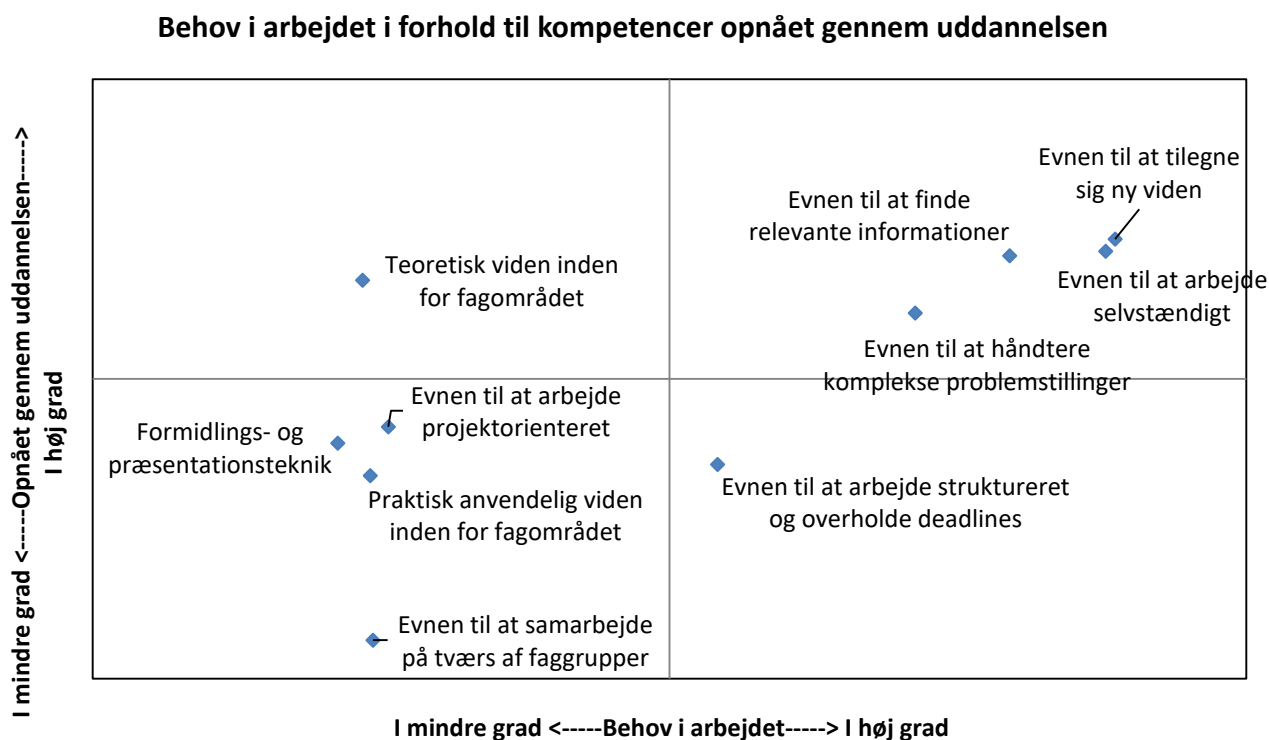 Behov i arbejdet i forhold til kompetencer opnået gennem uddannelsen
I mindre grad <-----Opnået gennem uddannelsen----->
I høj grad
Evnen til at tilegne
sig ny viden
Evnen til at finde
relevante informationer
Teoretisk viden inden
for fagområdet
Evnen til at arbejde
selvstændigt
Evnen til at håndtere
komplekse problemstillinger
Evnen til at arbejde
projektorienteret
Formidlings- og
præsentationsteknik
Praktisk anvendelig viden
inden for fagområdet
Evnen til at arbejde struktureret
og overholde deadlines
Evnen til at samarbejde
på tværs af faggrupper
I mindre grad <-----Behov i arbejdet-----> I høj grad